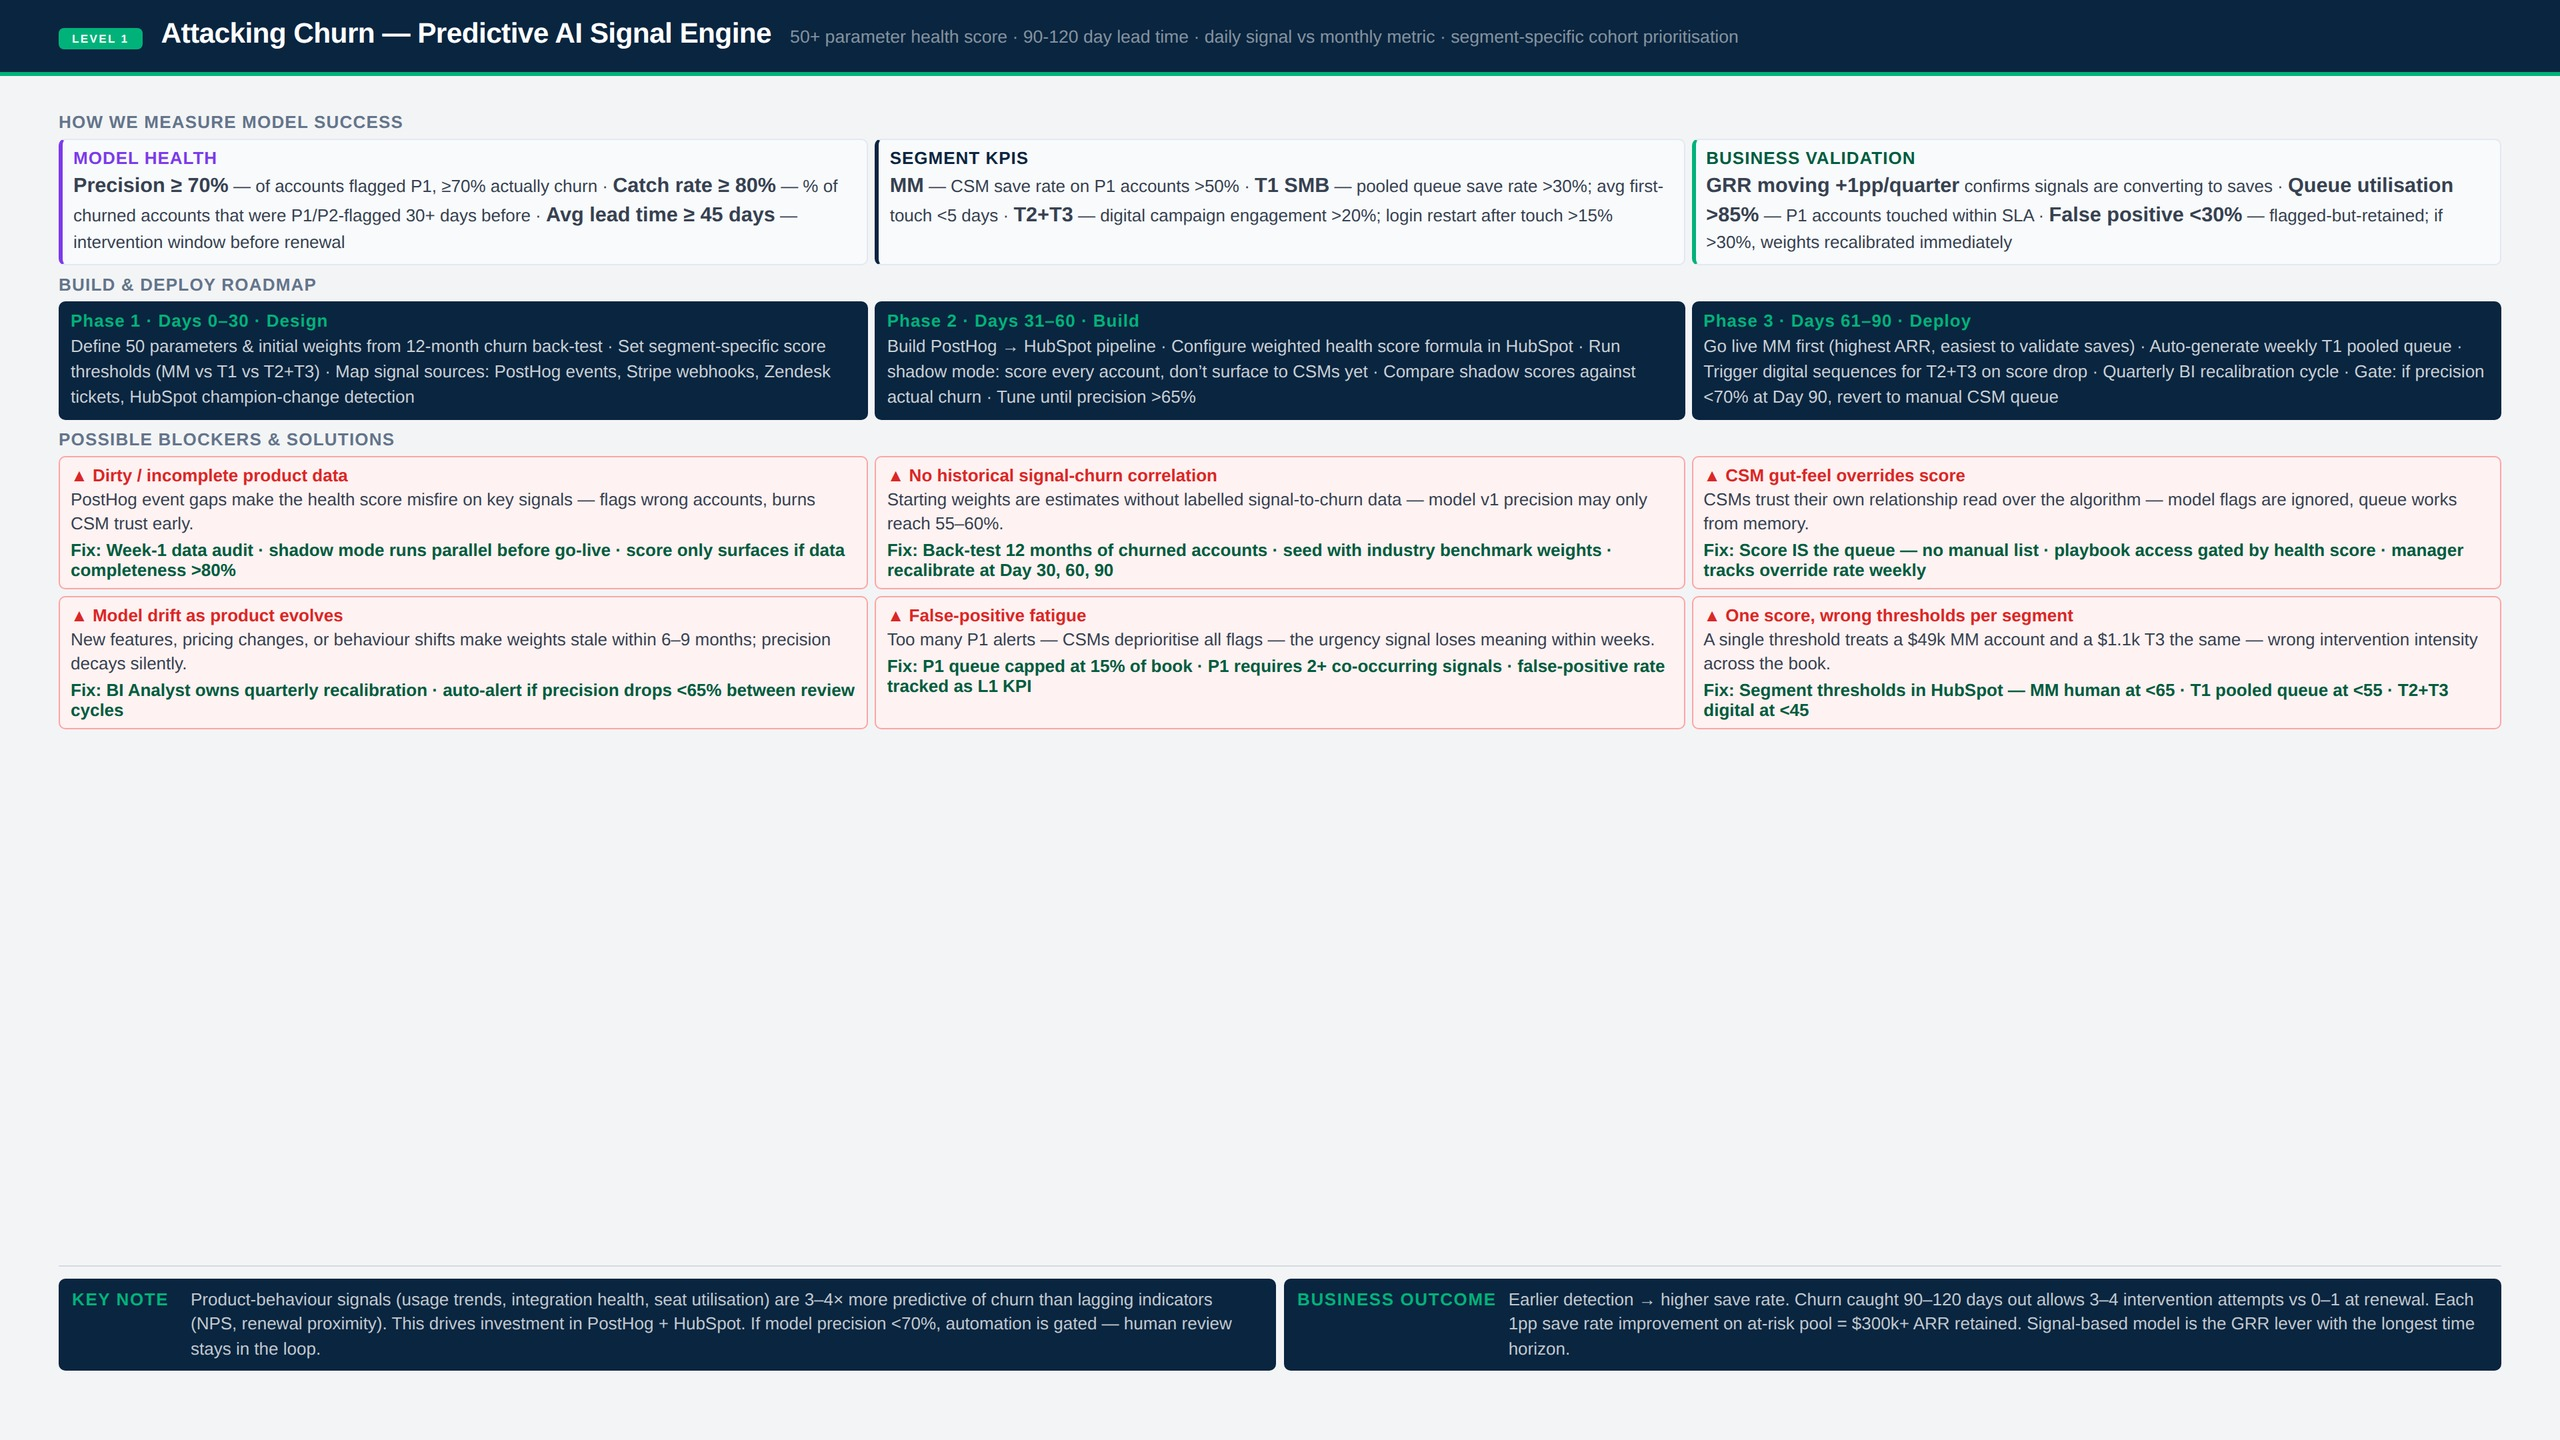 LEVEL 1 Attacking Churn — Predictive AI Signal Engine 50+ parameter health score · 90-120 day lead time · daily signal vs monthly metric · segment-specific cohort prioritisation
HOW WE MEASURE MODEL SUCCESS
MODEL HEALTH
Precision ≥ 70% — of accounts flagged P1, ≥70% actually churn · Catch rate ≥ 80% — % of
churned accounts that were P1/P2-flagged 30+ days before · Avg lead time ≥ 45 days —
intervention window before renewal
SEGMENT KPIS
MM — CSM save rate on P1 accounts >50% · T1 SMB — pooled queue save rate >30%; avg first-
touch <5 days · T2+T3 — digital campaign engagement >20%; login restart after touch >15%
BUSINESS VALIDATION
GRR moving +1pp/quarter confirms signals are converting to saves · Queue utilisation
>85% — P1 accounts touched within SLA · False positive <30% — flagged-but-retained; if
>30%, weights recalibrated immediately
BUILD & DEPLOY ROADMAP
Phase 1 · Days 0–30 · Design
Define 50 parameters & initial weights from 12-month churn back-test · Set segment-specific score
thresholds (MM vs T1 vs T2+T3) · Map signal sources: PostHog events, Stripe webhooks, Zendesk
tickets, HubSpot champion-change detection
Phase 2 · Days 31–60 · Build
Build PostHog → HubSpot pipeline · Configure weighted health score formula in HubSpot · Run
shadow mode: score every account, don’t surface to CSMs yet · Compare shadow scores against
actual churn · Tune until precision >65%
Phase 3 · Days 61–90 · Deploy
Go live MM first (highest ARR, easiest to validate saves) · Auto-generate weekly T1 pooled queue ·
Trigger digital sequences for T2+T3 on score drop · Quarterly BI recalibration cycle · Gate: if precision
<70% at Day 90, revert to manual CSM queue
POSSIBLE BLOCKERS & SOLUTIONS
▲ Dirty / incomplete product data
PostHog event gaps make the health score misfire on key signals — flags wrong accounts, burns
CSM trust early.
Fix: Week-1 data audit · shadow mode runs parallel before go-live · score only surfaces if data
completeness >80%
▲ No historical signal-churn correlation
Starting weights are estimates without labelled signal-to-churn data — model v1 precision may only
reach 55–60%.
Fix: Back-test 12 months of churned accounts · seed with industry benchmark weights ·
recalibrate at Day 30, 60, 90
▲ CSM gut-feel overrides score
CSMs trust their own relationship read over the algorithm — model flags are ignored, queue works
from memory.
Fix: Score IS the queue — no manual list · playbook access gated by health score · manager
tracks override rate weekly
▲ Model drift as product evolves
New features, pricing changes, or behaviour shifts make weights stale within 6–9 months; precision
decays silently.
Fix: BI Analyst owns quarterly recalibration · auto-alert if precision drops <65% between review
cycles
▲ False-positive fatigue
Too many P1 alerts — CSMs deprioritise all flags — the urgency signal loses meaning within weeks.
Fix: P1 queue capped at 15% of book · P1 requires 2+ co-occurring signals · false-positive rate
tracked as L1 KPI
▲ One score, wrong thresholds per segment
A single threshold treats a $49k MM account and a $1.1k T3 the same — wrong intervention intensity
across the book.
Fix: Segment thresholds in HubSpot — MM human at <65 · T1 pooled queue at <55 · T2+T3
digital at <45
KEY NOTE Product-behaviour signals (usage trends, integration health, seat utilisation) are 3–4× more predictive of churn than lagging indicators
(NPS, renewal proximity). This drives investment in PostHog + HubSpot. If model precision <70%, automation is gated — human review
stays in the loop.
BUSINESS OUTCOME Earlier detection → higher save rate. Churn caught 90–120 days out allows 3–4 intervention attempts vs 0–1 at renewal. Each
1pp save rate improvement on at-risk pool = $300k+ ARR retained. Signal-based model is the GRR lever with the longest time
horizon.